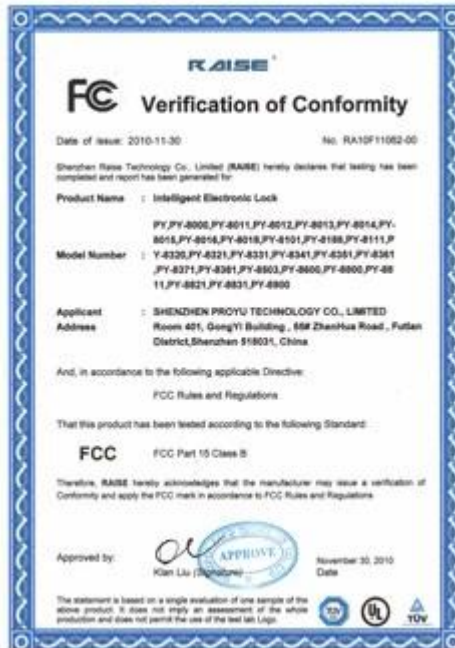 RAISE
FC
Verification of Conformity
Date of issue: 2010-11-30
No. RA10F11062-00
Shenzhen Raise Technology Co., Limited (RAISE) hereby declares that testing has been
completed and report has been generated for
Product Name : Intelligent Electronic Lock
PY,PY-8000,PY-8011,PY-8012,PY-8013,PY-8014,PY-
8015,PY-8016,PY-8018,PY-8101,PY-8188,PY-8111,P
Model Number : Y-8320,PY-8321,PY-8331,PY-8341,PY-8351,PY-8361
,PY-8371,PY-8381,PY-8503,PY-8600,PY-8800,PY-88
11,PY-8821,PY-8831,PY-8900
Applicant : SHENZHEN PROYU TECHNOLOGY CO., LIMITED
Address Room 401, GongYi Building , 66# ZhenHua Road , Futian
District,Shenzhen 518031, China
And, in accordance to the following applicable Directive:
FCC Rules and Regulations
That this product has been tested according to the following Standard:
FCC FCC Part 15 Class B
Therefore, RAISE hereby acknowledges that the manufacturer may issue a verification of
Conformity and apply the FCC mark in accordance to FCC Rules and Regulations
Approved by:
APPROVE
Kian Liu (Signature)
November 30, 2010
Date
The statement is based on a single evaluation of one sample of the
above product. It does not imply an assessment of the whole
production and does not permit the use of the test lab Logo.
TÜV
UL
TÜV